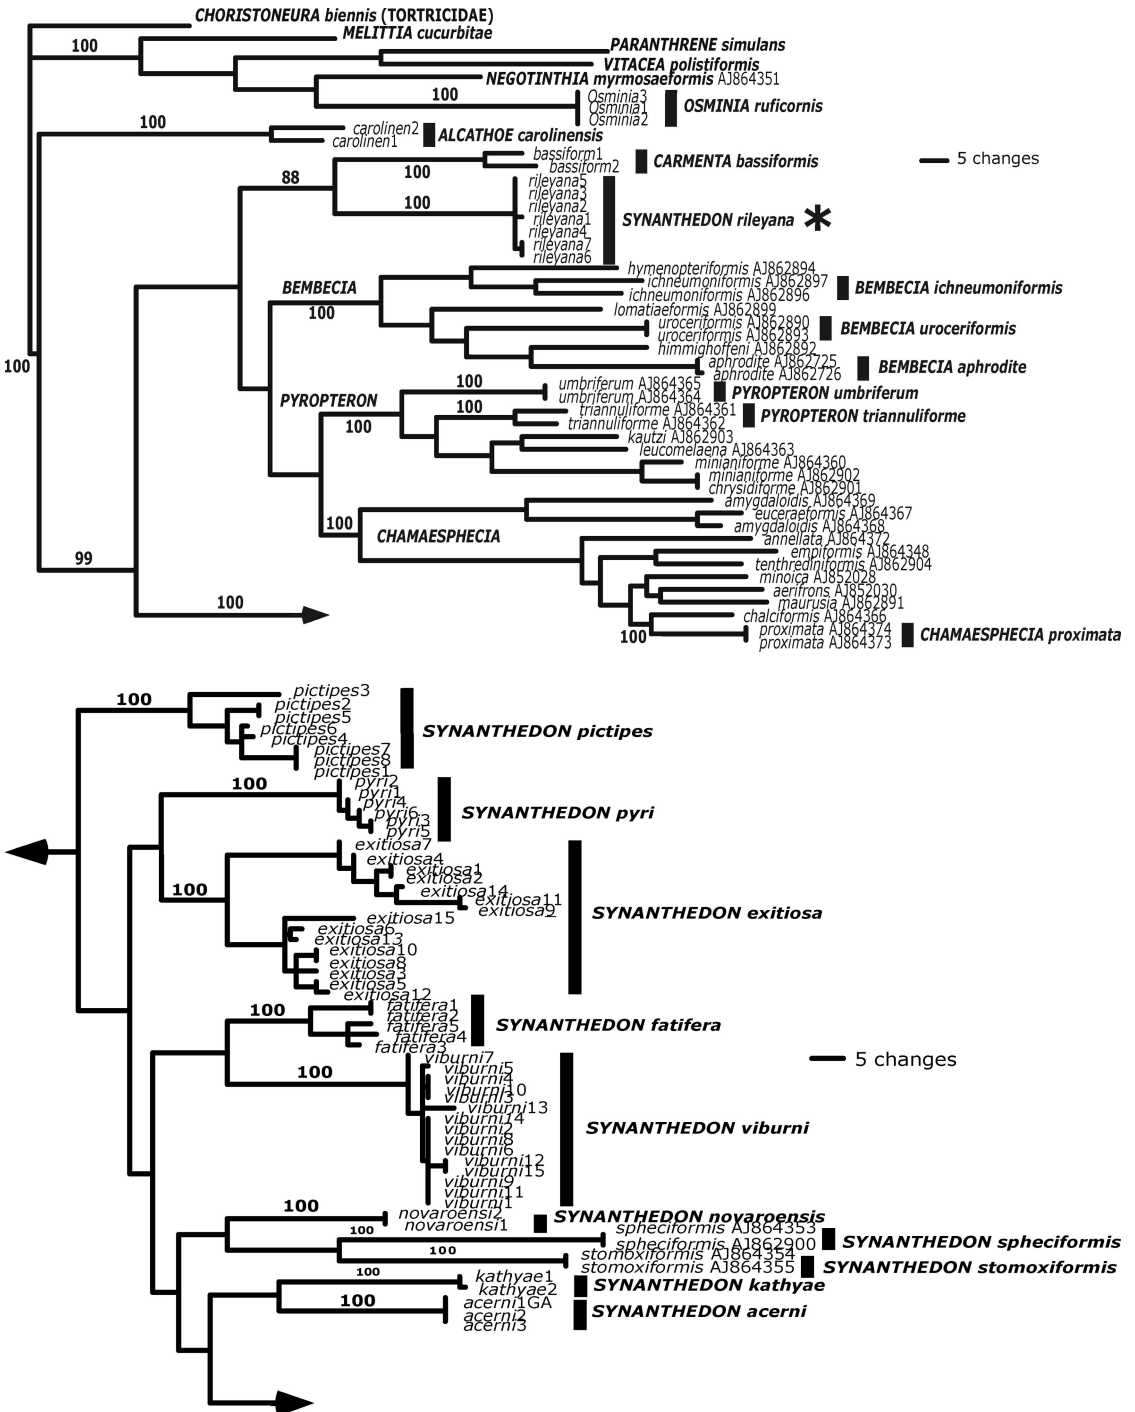 CHORISTONEURA biennis (TORTRICIDAE)
MELITTIA cucurbitae
100
PARANTHRENE simulans
VITACEA polistiformis
NEGOTINTHIA myrmosaeformis AJ864351
100
Osminia3
Osminia1
Osminia2
OSMINIA ruficornis
100
carolinen2
carolinen1
ALCATHOE carolinensis
bassiform1
bassiform2
CARMENTA bassiformis
5 changes
88
100
100
rileyana5
rileyana3
rileyana2
rileyana1
rileyana4
rileyana7
rileyana6
SYNANTHEDON rileyana *
hymenopteriformis AJ862894
ichneumoniformis AJ862897
ichneumoniformis AJ862896
BEMBECIA ichneumoniformis
BEMBECIA
100
lomatiaeformis AJ862899
uroceriformis AJ862890
uroceriformis AJ862893
BEMBECIA uroceriformis
himmighoffeni AJ862892
aphrodite AJ862725
aphrodite AJ862726
BEMBECIA aphrodite
100
100
umbriferum AJ864365
umbriferum AJ864364
PYROPTERON umbriferum
PYROPTERON
100
100
triannuliforme AJ864361
triannuliforme AJ864362
PYROPTERON triannuliforme
kautzi AJ862903
leucomelaena AJ864363
minianiforme AJ864360
minianiforme AJ862902
chrysidiforme AJ862901
amygdaloidis AJ864369
euceraeformis AJ864367
amygdaloidis AJ864368
100
CHAMAESPHECIA
annellata AJ864372
empiformis AJ864348
tenthrediniformis AJ862904
99
minoica AJ852028
aerifrons AJ852030
maurusia AJ862891
100
chalciformis AJ864366
100
proximata AJ864374
proximata AJ864373
CHAMAESPHECIA proximata
100
pictipes3
pictipes2
pictipes5
pictipes6
pictipes4
pictipes7
pictipes8
pictipes1
SYNANTHEDON pictipes
100
pyri2
pyri1
pyri4
pyri6
pyri3
pyri5
SYNANTHEDON pyri
100
exitiosa7
exitiosa4
exitiosa1
exitiosa2
exitiosa14
exitiosa11
exitiosa9
exitiosa15
exitiosa6
exitiosa13
exitiosa10
exitiosa8
exitiosa3
exitiosa5
exitiosa12
SYNANTHEDON exitiosa
100
fatifera1
fatifera2
fatifera5
fatifera4
fatifera3
SYNANTHEDON fatifera
5 changes
100
viburni7
viburni5
viburni4
viburni10
viburni3
viburni13
viburni14
viburni2
viburni8
viburni6
viburni12
viburni15
viburni9
viburni11
viburni1
SYNANTHEDON viburni
100
novaroensi2
novaroensi1
SYNANTHEDON novaroensis
100
spheciformis AJ864353
spheciformis AJ862900
SYNANTHEDON spheciformis
100
stomoxiformis AJ864354
stomoxiformis AJ864355
SYNANTHEDON stomoxiformis
100
kathyae1
kathyae2
SYNANTHEDON kathyae
100
acerni1GA
acerni2
acerni3
SYNANTHEDON acerni